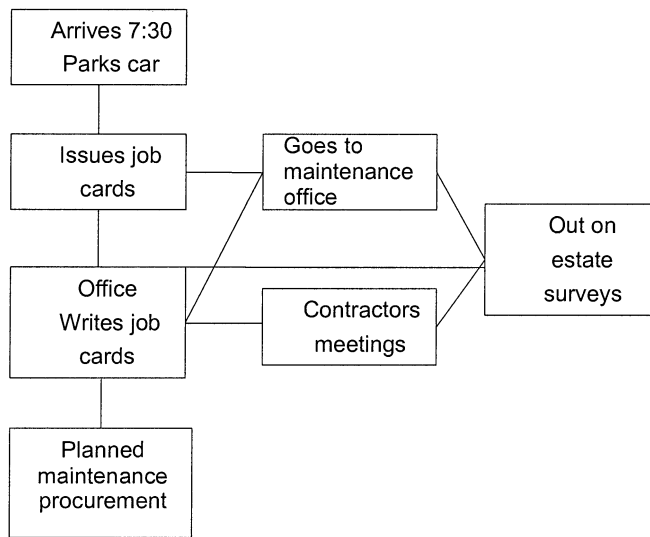 Arrives 7:30
Parks car
Issues job
cards
Goes to
maintenance
office
Out on
estate
surveys
Office
Writes job
cards
Contractors
meetings
Planned
maintenance
procurement